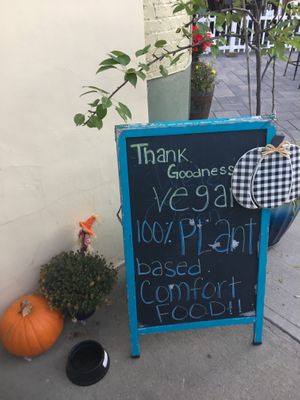 Thank
Goodness
Vegan
100% Plant
based
Comfort
FOOD!!